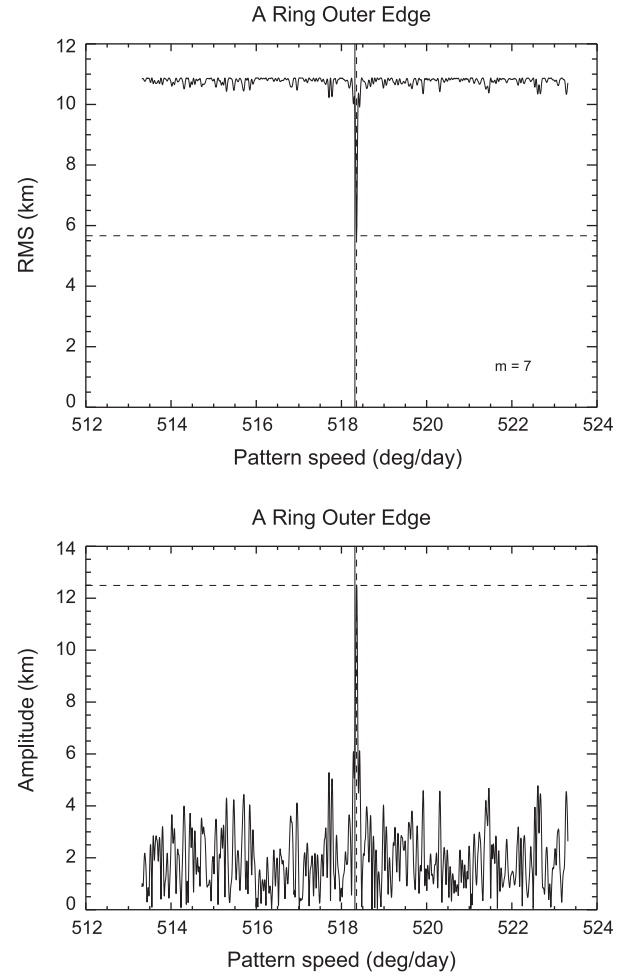 A Ring Outer Edge
12
10
8
6
4
2
0
RMS (km)
m = 7
512 514 516 518 520 522 524
Pattern speed (deg/day)
A Ring Outer Edge
14
12
10
8
6
4
2
0
Amplitude (km)
512 514 516 518 520 522 524
Pattern speed (deg/day)